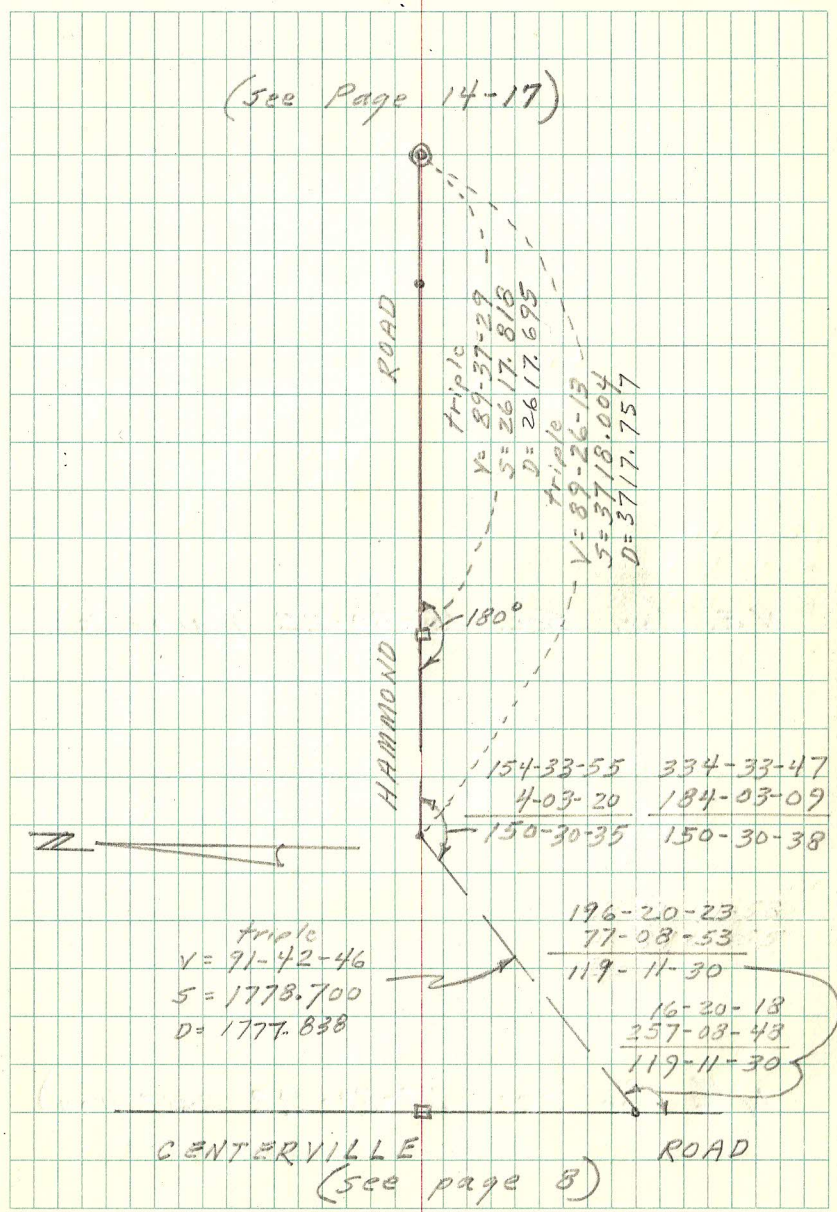 (see Page 14-17)
ROAD
triple
V= 89-37-29
S= 2617.818
D= 2617.695
triple
V= 89-26-13
S= 3718.004
D= 3717.757
180°
HAMMOND
154-33-55 334-33-47
4-03-20 184-03-09
150-30-35 150-30-38
N
196-20-23
77-08-53
119-11-30
triple
V = 91-42-46
S = 1778.700
D= 1777.838
16-20-18
257-08-48
119-11-30
CENTERVILLE ROAD
(see page 8)